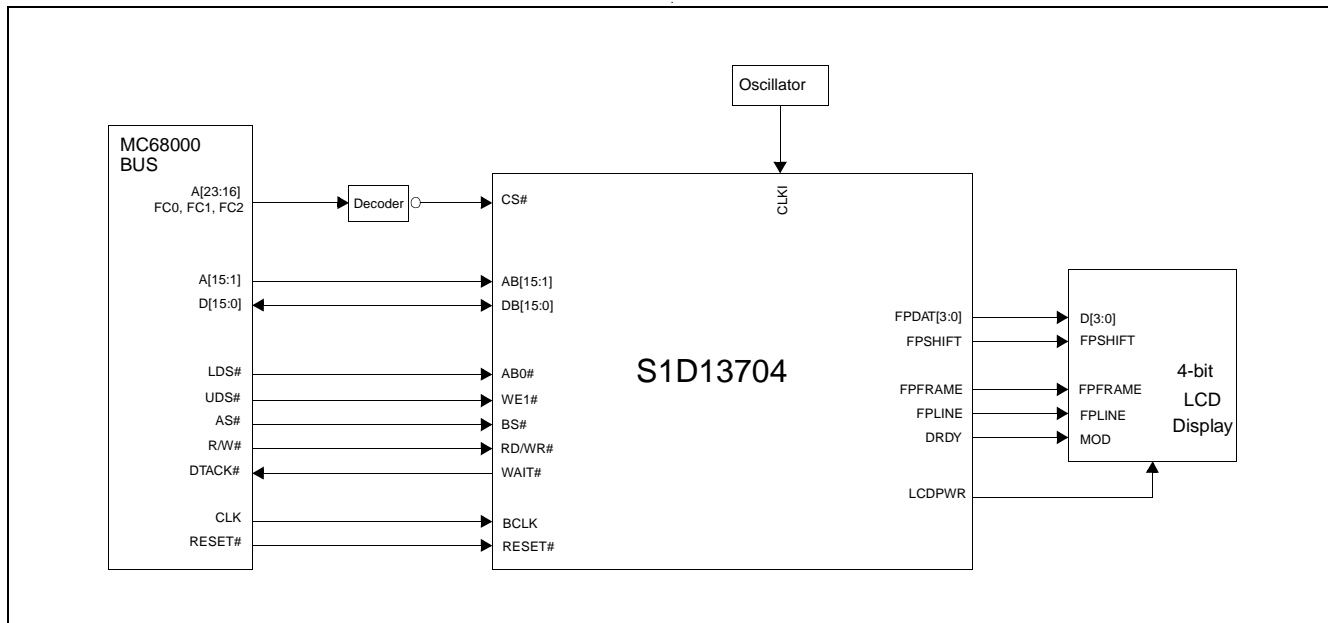 Oscillator
MC68000
BUS
A[23:16]
FC0, FC1, FC2
Decoder
CS#
CLKI
A[15:1]
AB[15:1]
D[15:0]
DB[15:0]
FPDAT[3:0]
D[3:0]
FPSHIFT
FPSHIFT
S1D13704
LDS#
AB0#
4-bit
LCD
Display
UDS#
WE1#
FPFRAME
FPFRAME
AS#
BS#
FPLINE
FPLINE
R/W#
RD/WR#
DRDY
MOD
DTACK#
WAIT#
LCDPWR
CLK
BCLK
RESET#
RESET#